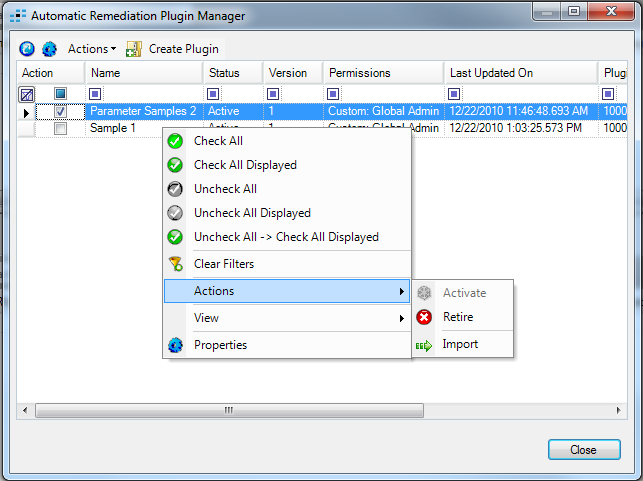 Automatic Remediation Plugin Manager
Actions Create Plugin
Action Name Status Version Permissions Last Updated On Plugi
Parameter Samples 2 Active 1 Custom: Global Admin 12/22/2010 11:46:48.693 AM 1000
Sample 1 Active 1 Custom: Global Admin 12/22/2010 1:03:25.573 PM 1000
Check All
Check All Displayed
Uncheck All
Uncheck All Displayed
Uncheck All -> Check All Displayed
Clear Filters
Actions
View
Properties
Activate
Retire
Import
Close